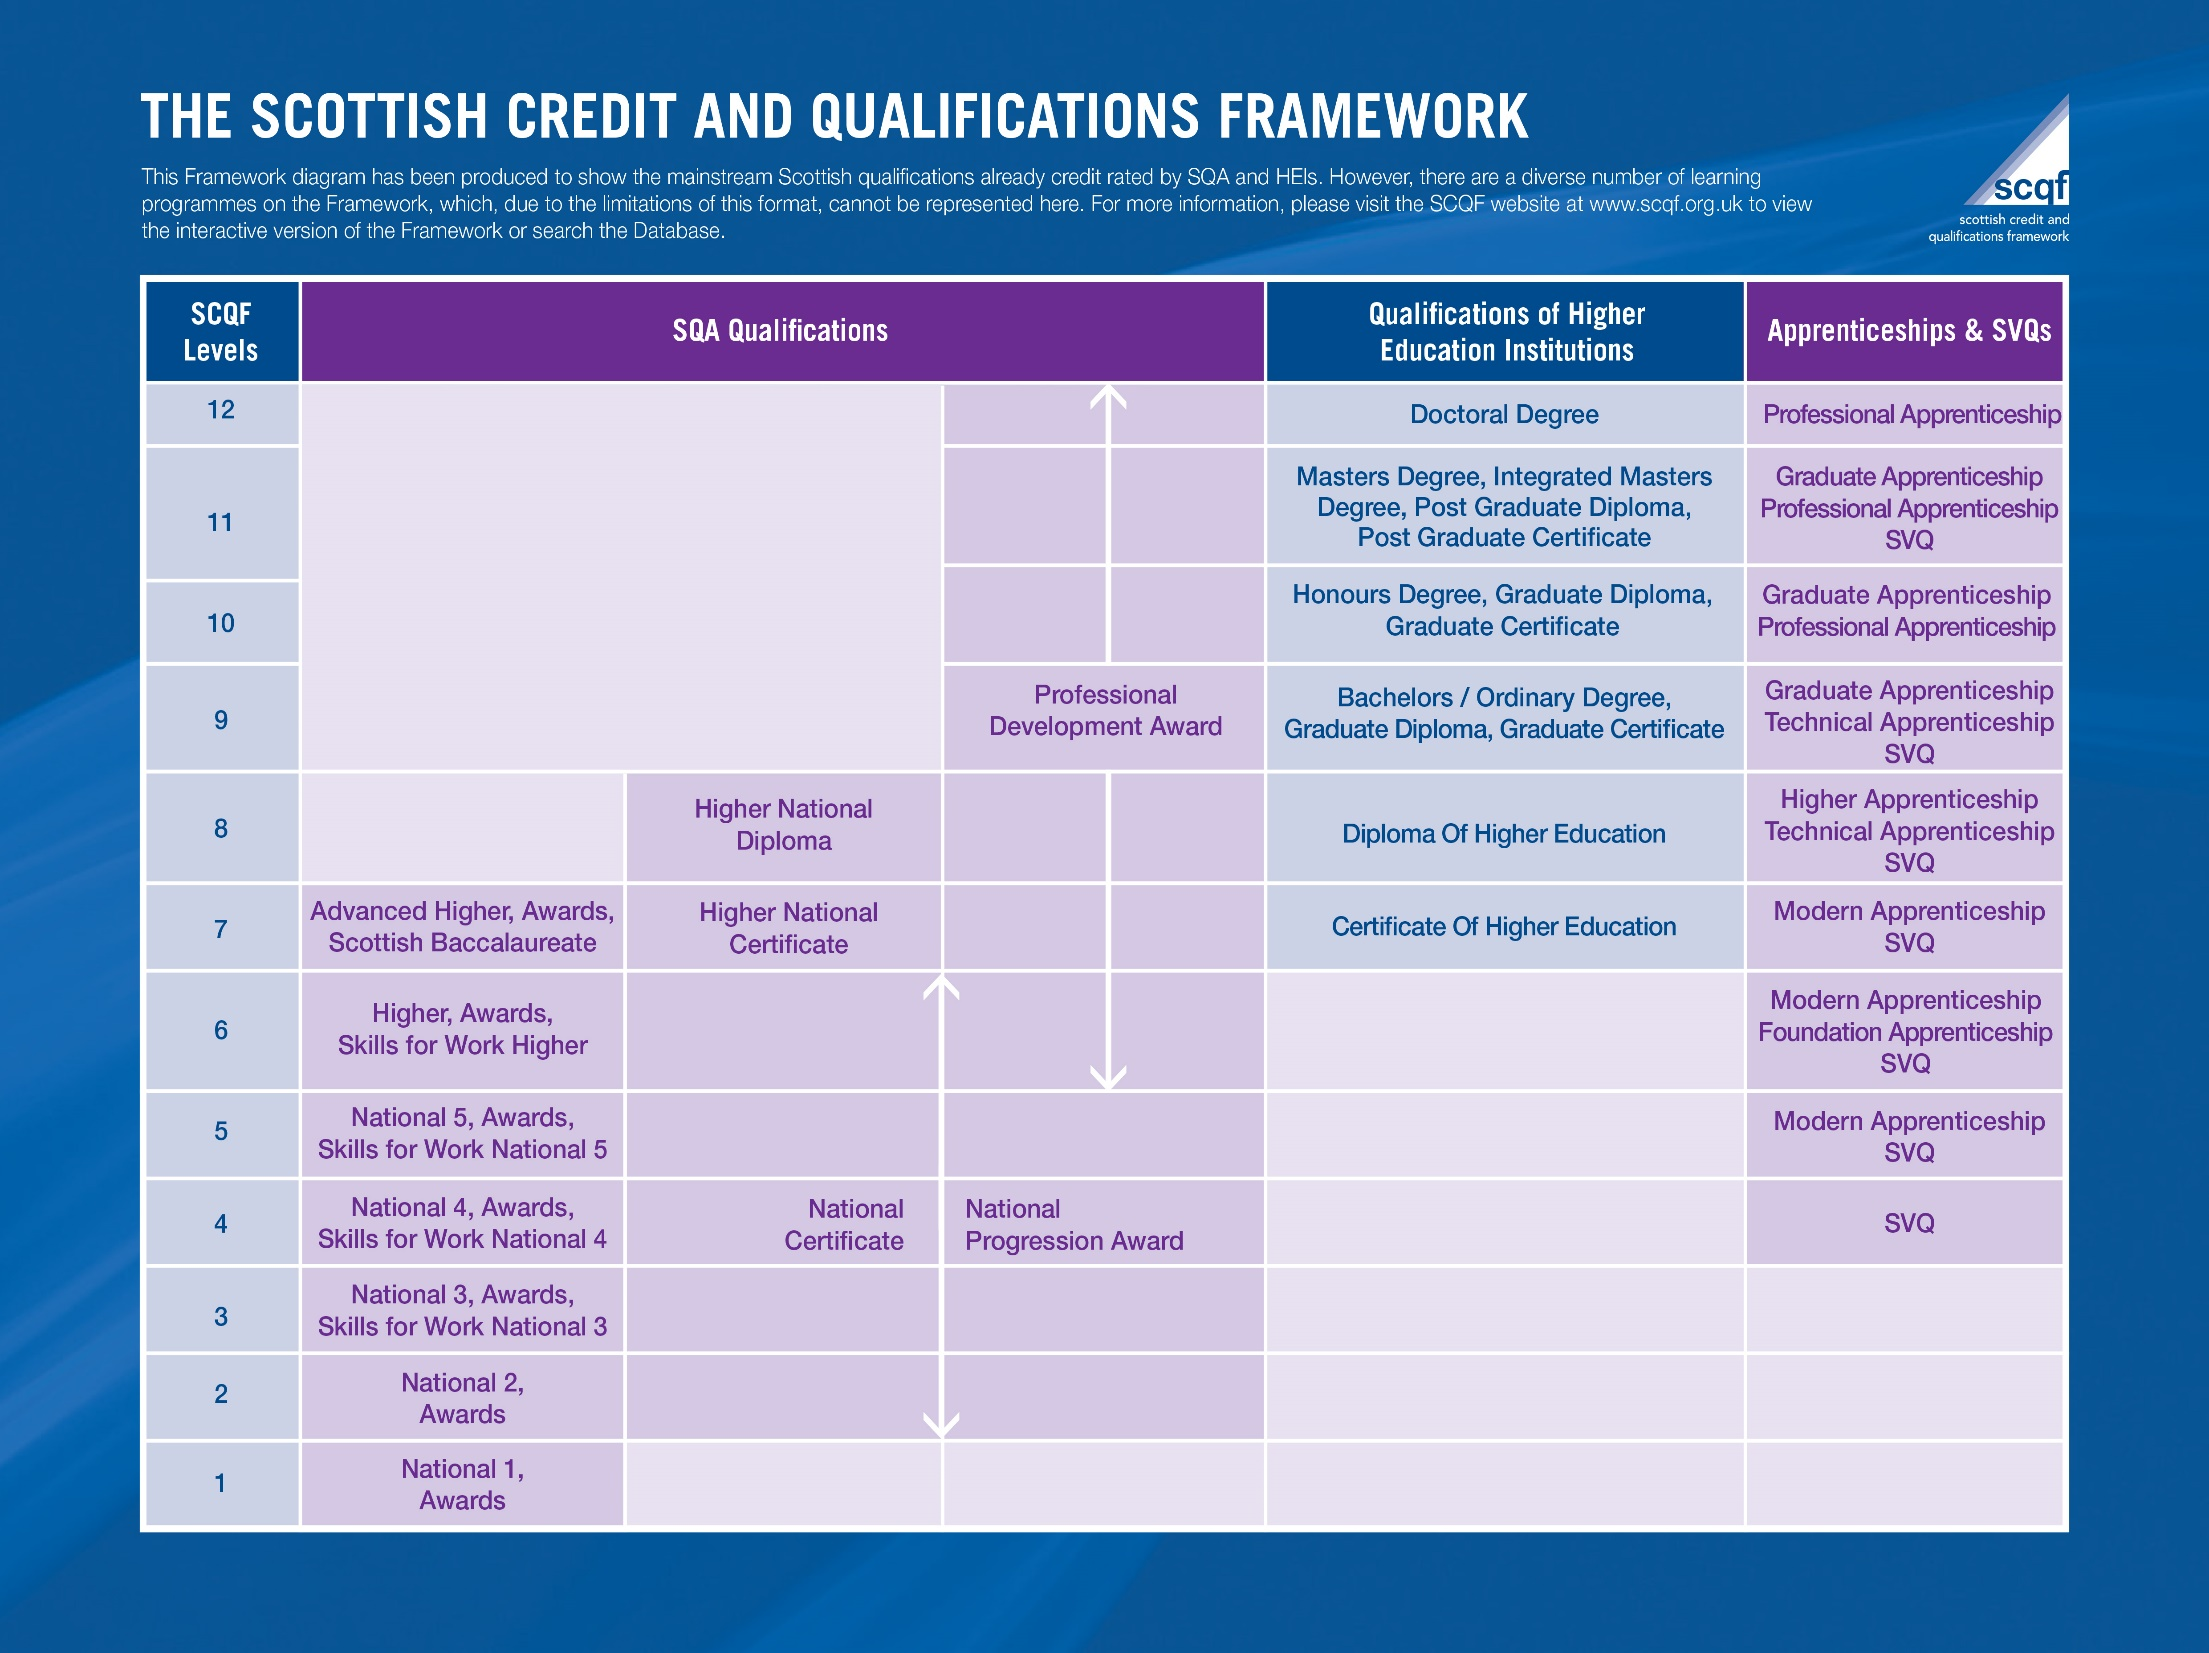 THE SCOTTISH CREDIT AND QUALIFICATIONS FRAMEWORK
This Framework diagram has been produced to show the mainstream Scottish qualifications already credit rated by SQA and HEIs. However, there are a diverse number of learning
programmes on the Framework, which, due to the limitations of this format, cannot be represented here. For more information, please visit the SCQF website at www.scqf.org.uk to view
the interactive version of the Framework or search the Database.
scqf
scottish credit and
qualifications framework
SCQF
Levels
SQA Qualifications
Qualifications of Higher
Education Institutions
Apprenticeships & SVQs
12
Doctoral Degree
Professional Apprenticeship
11
Masters Degree, Integrated Masters
Degree, Post Graduate Diploma,
Post Graduate Certificate
Graduate Apprenticeship
Professional Apprenticeship
SVQ
10
Honours Degree, Graduate Diploma,
Graduate Certificate
Graduate Apprenticeship
Professional Apprenticeship
9
Professional
Development Award
Bachelors / Ordinary Degree,
Graduate Diploma, Graduate Certificate
Graduate Apprenticeship
Technical Apprenticeship
SVQ
8
Higher National
Diploma
Diploma Of Higher Education
Higher Apprenticeship
Technical Apprenticeship
SVQ
7
Advanced Higher, Awards,
Scottish Baccalaureate
Higher National
Certificate
Certificate Of Higher Education
Modern Apprenticeship
SVQ
6
Higher, Awards,
Skills for Work Higher
Modern Apprenticeship
Foundation Apprenticeship
SVQ
5
National 5, Awards,
Skills for Work National 5
Modern Apprenticeship
SVQ
4
National 4, Awards,
Skills for Work National 4
National
Certificate
National
Progression Award
SVQ
3
National 3, Awards,
Skills for Work National 3
2
National 2,
Awards
1
National 1,
Awards